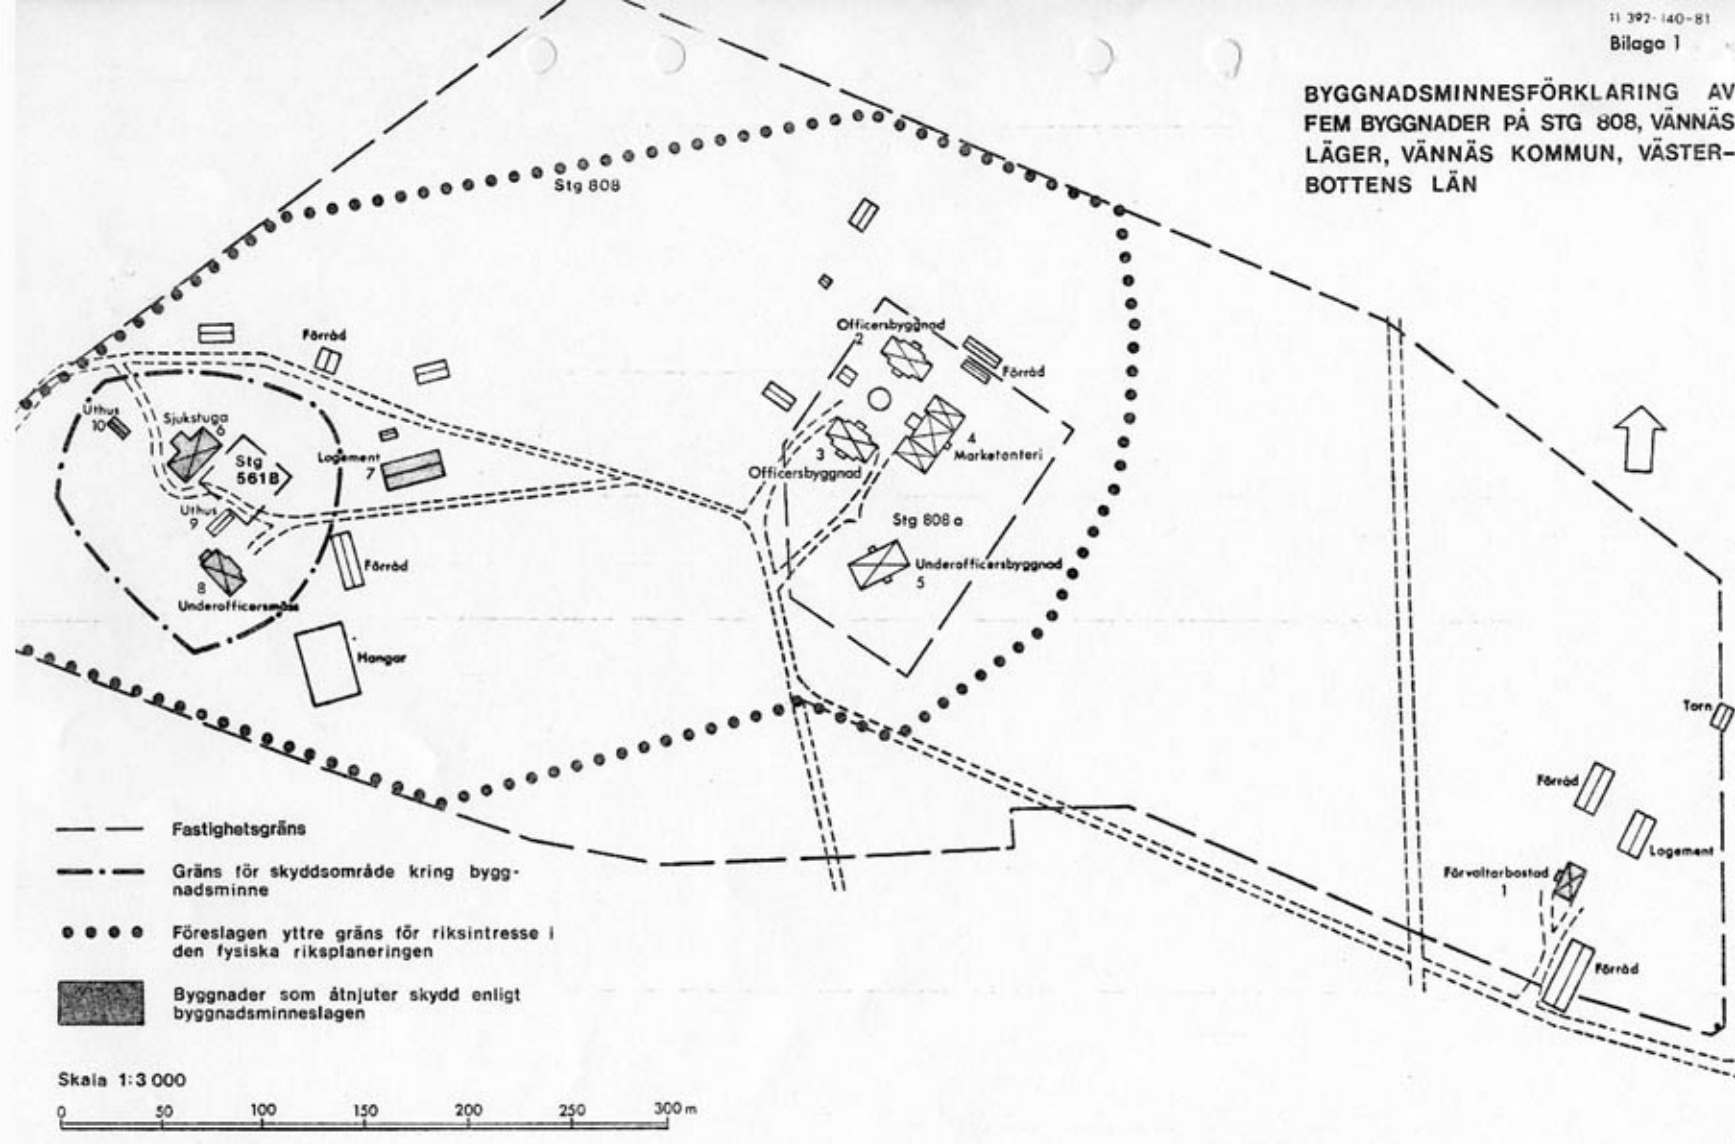 11 392-140-81
Bilaga 1
BYGGNADSMINNESFÖRKLARING AV
FEM BYGGNADER PÅ STG 808, VÄNNÄS
LÄGER, VÄNNÄS KOMMUN, VÄSTER-
BOTTENS LÄN
Stg 808
Officersbyggnad
2
Förråd
Förråd
Uthus
10
Sjukstuga
6
Stg
561B
Logement
7
3
Officersbyggnad
4
Marketenteri
Uthus
9
Stg 808 a
Förråd
Underofficersbyggnad
5
8
Underofficersmäss
Hangar
Torn
Förråd
Logement
Förvaltarbostad
1
Förråd
Fastighetsgräns
Gräns för skyddsområde kring bygg-
nadsminne
Föreslagen yttre gräns för riksintresse i
den fysiska riksplaneringen
Byggnader som åtnjuter skydd enligt
byggnadsminneslagen
Skala 1:3 000
0 50 100 150 200 250 300 m